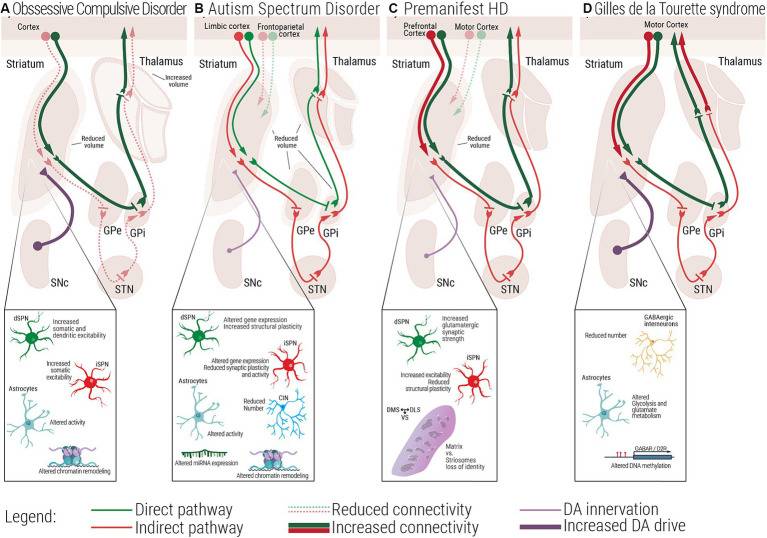 A Obssessive Compulsive Disorder
Cortex
Striatum
Thalamus
Increased
volume
Reduced
volume
GPe
GPi
SNc
STN
dSPN
Increased
somatic and
dendritic excitability
iSPN
Increased
somatic
excitability
Astrocytes
Altered activity
Altered chromatin remodeling
B Autism Spectrum Disorder
Limbic cortex
Frontoparietal
cortex
Striatum
Thalamus
Reduced
volume
GPe
GPi
SNc
STN
dSPN
Altered gene expression
Increased structural plasticity
iSPN
Altered gene expression
Reduced synaptic plasticity
and activity
Astrocytes
Reduced
Number
CIN
Altered activity
Altered miRNA expression
Altered chromatin remodeling
C Premanifest HD
Prefrontal
Cortex
Motor Cortex
Striatum
Thalamus
Reduced
volume
GPe
GPi
SNc
STN
dSPN
Increased
glutamatergic
synaptic
strength
iSPN
Increased excitability
Reduced
structural plasticity
DMS DLS
VS
Matrix
vs.
Striosomes
loss of identity
D Gilles de la Tourette syndrome
Motor Cortex
Striatum
Thalamus
GPe
GPi
SNc
STN
GABAergic
interneurons
Reduced number
Astrocytes
Altered
Glycolysis and
glutamate
metabolism
GABAR / D2R
Altered DNA methylation
Legend:
Direct pathway
Indirect pathway
Reduced connectivity
Increased connectivity
DA innervation
Increased DA drive